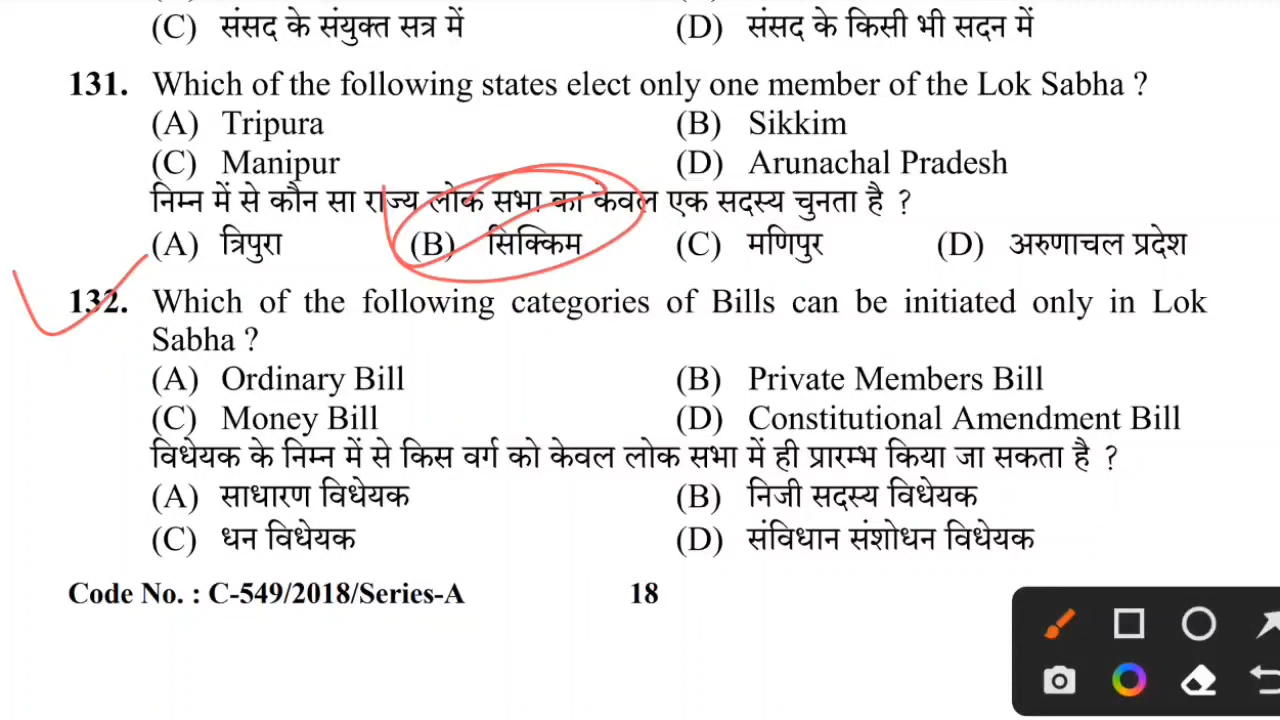 (C) संसद के संयुक्त सत्र में (D) संसद के किसी भी सदन में
131. Which of the following states elect only one member of the Lok Sabha ?
(A) Tripura (B) Sikkim
(C) Manipur (D) Arunachal Pradesh
निम्न में से कौन सा राज्य लोक सभा का केवल एक सदस्य चुनता है ?
(A) त्रिपुरा (B) सिक्किम (C) मणिपुर (D) अरुणाचल प्रदेश
132. Which of the following categories of Bills can be initiated only in Lok
Sabha ?
(A) Ordinary Bill (B) Private Members Bill
(C) Money Bill (D) Constitutional Amendment Bill
विधेयक के निम्न में से किस वर्ग को केवल लोक सभा में ही प्रारम्भ किया जा सकता है ?
(A) साधारण विधेयक (B) निजी सदस्य विधेयक
(C) धन विधेयक (D) संविधान संशोधन विधेयक
Code No. : C-549/2018/Series-A 18